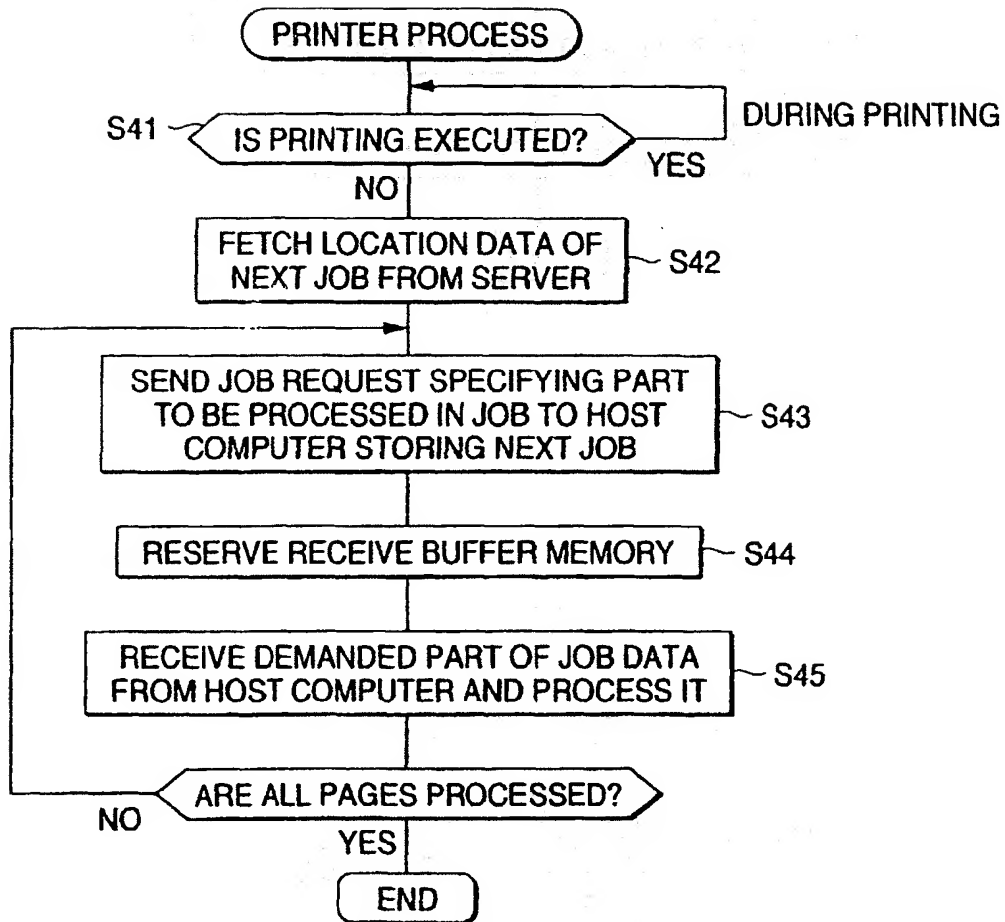 PRINTER PROCESS
DURING PRINTING
S41
IS PRINTING EXECUTED?
YES
NO
FETCH LOCATION DATA OF
NEXT JOB FROM SERVER
S42
SEND JOB REQUEST SPECIFYING PART
TO BE PROCESSED IN JOB TO HOST
COMPUTER STORING NEXT JOB
S43
RESERVE RECEIVE BUFFER MEMORY
S44
RECEIVE DEMANDED PART OF JOB DATA
FROM HOST COMPUTER AND PROCESS IT
S45
ARE ALL PAGES PROCESSED?
NO
YES
END